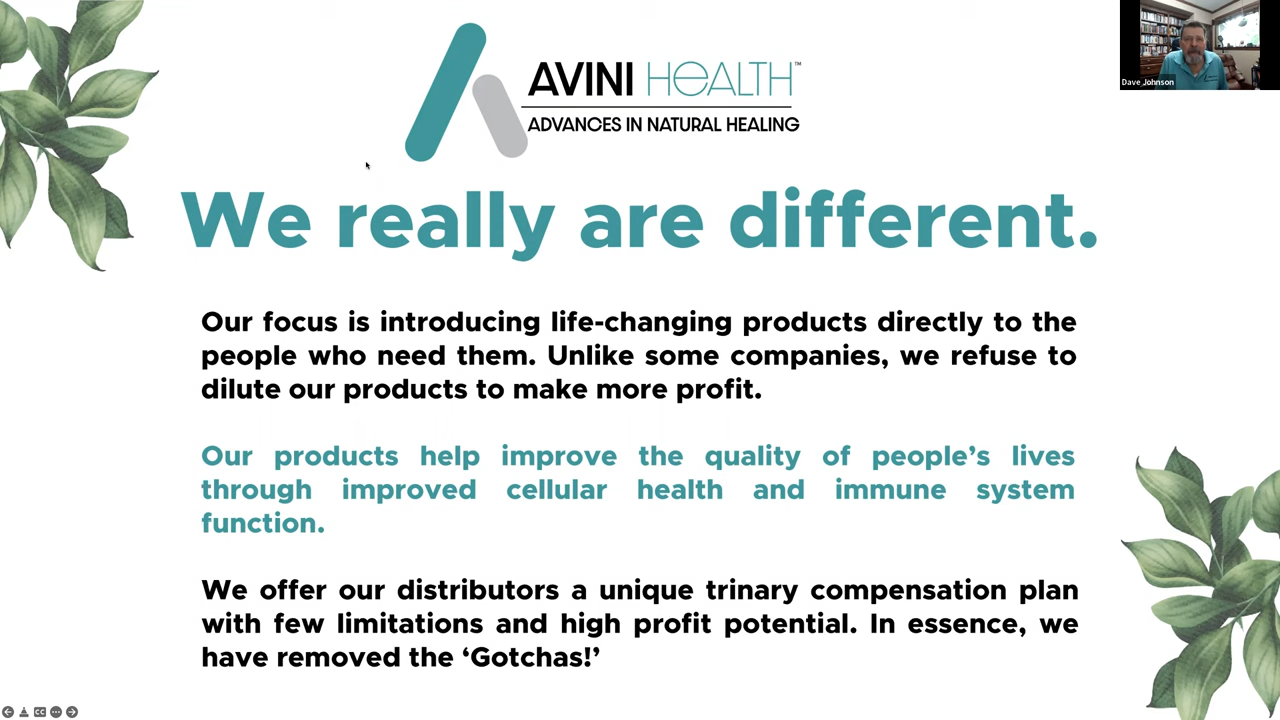 Dave Johnson
AVINI HEALTH™
ADVANCES IN NATURAL HEALING
We really are different.
Our focus is introducing life-changing products directly to the
people who need them. Unlike some companies, we refuse to
dilute our products to make more profit.
Our products help improve the quality of people’s lives
through improved cellular health and immune system
function.
We offer our distributors a unique trinary compensation plan
with few limitations and high profit potential. In essence, we
have removed the ‘Gotchas!’